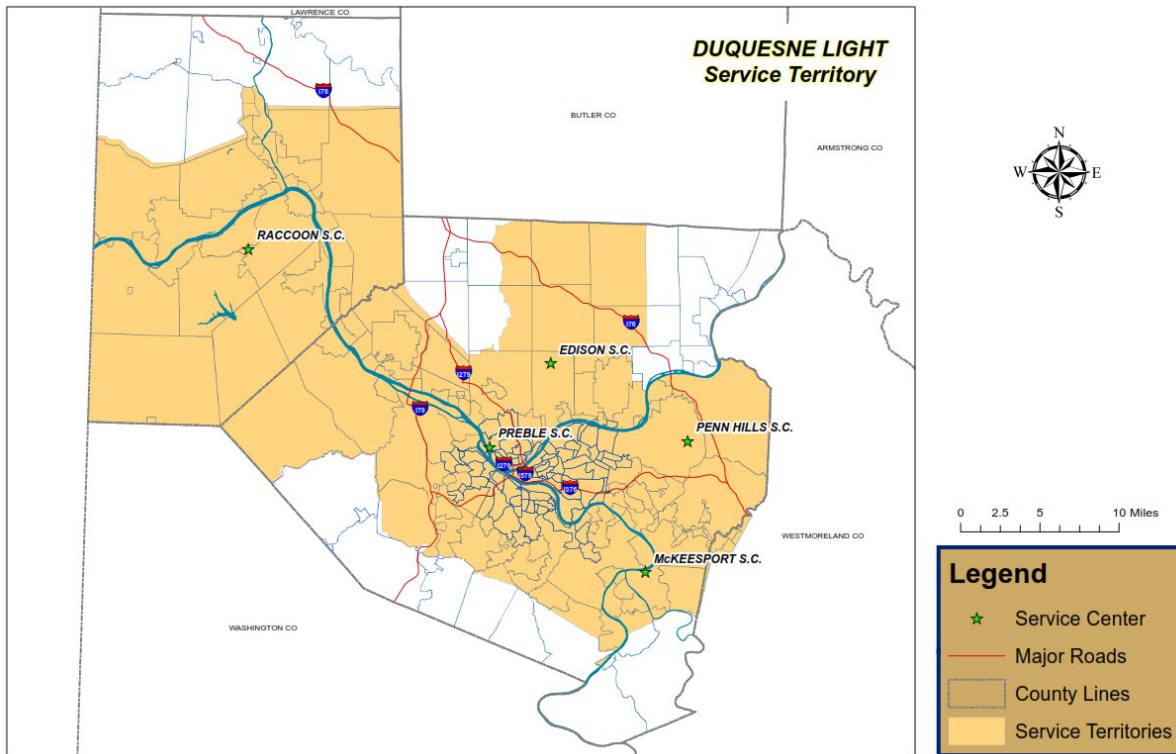 LAWRENCE CO
DUQUESNE LIGHT
Service Territory
I76
BUTLER CO
ARMSTRONG CO
N
W
E
S
RACCOON S.C.
I76
EDISON S.C.
I279
I79
PREBLE S.C.
PENN HILLS S.C.
I279
I579
I376
0 2.5 5 10 Miles
WESTMORELAND CO
McKEESPORT S.C.
WASHINGTON CO
Legend
Service Center
Major Roads
County Lines
Service Territories